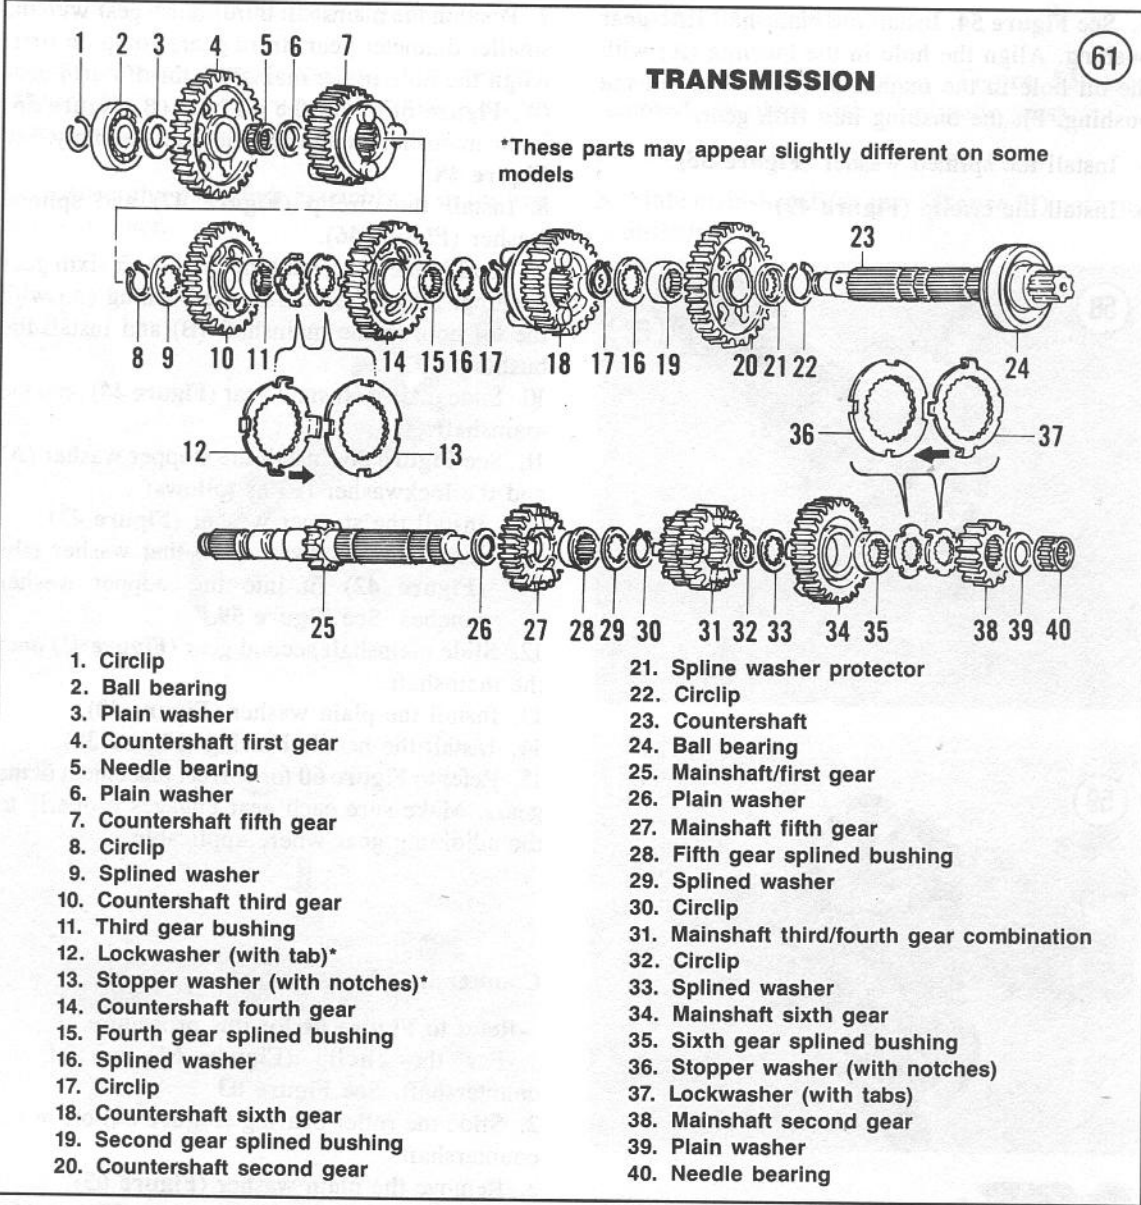 61
TRANSMISSION
*These parts may appear slightly different on some
models
1 2 3 4 5 6 7
23
8 9 10 11 14 15 16 17 18 17 16 19 20 21 22 24
12 13
36 37
25 26 27 28 29 30 31 32 33 34 35 38 39 40
1. Circlip
2. Ball bearing
3. Plain washer
4. Countershaft first gear
5. Needle bearing
6. Plain washer
7. Countershaft fifth gear
8. Circlip
9. Splined washer
10. Countershaft third gear
11. Third gear bushing
12. Lockwasher (with tab)*
13. Stopper washer (with notches)*
14. Countershaft fourth gear
15. Fourth gear splined bushing
16. Splined washer
17. Circlip
18. Countershaft sixth gear
19. Second gear splined bushing
20. Countershaft second gear
21. Spline washer protector
22. Circlip
23. Countershaft
24. Ball bearing
25. Mainshaft/first gear
26. Plain washer
27. Mainshaft fifth gear
28. Fifth gear splined bushing
29. Splined washer
30. Circlip
31. Mainshaft third/fourth gear combination
32. Circlip
33. Splined washer
34. Mainshaft sixth gear
35. Sixth gear splined bushing
36. Stopper washer (with notches)
37. Lockwasher (with tabs)
38. Mainshaft second gear
39. Plain washer
40. Needle bearing